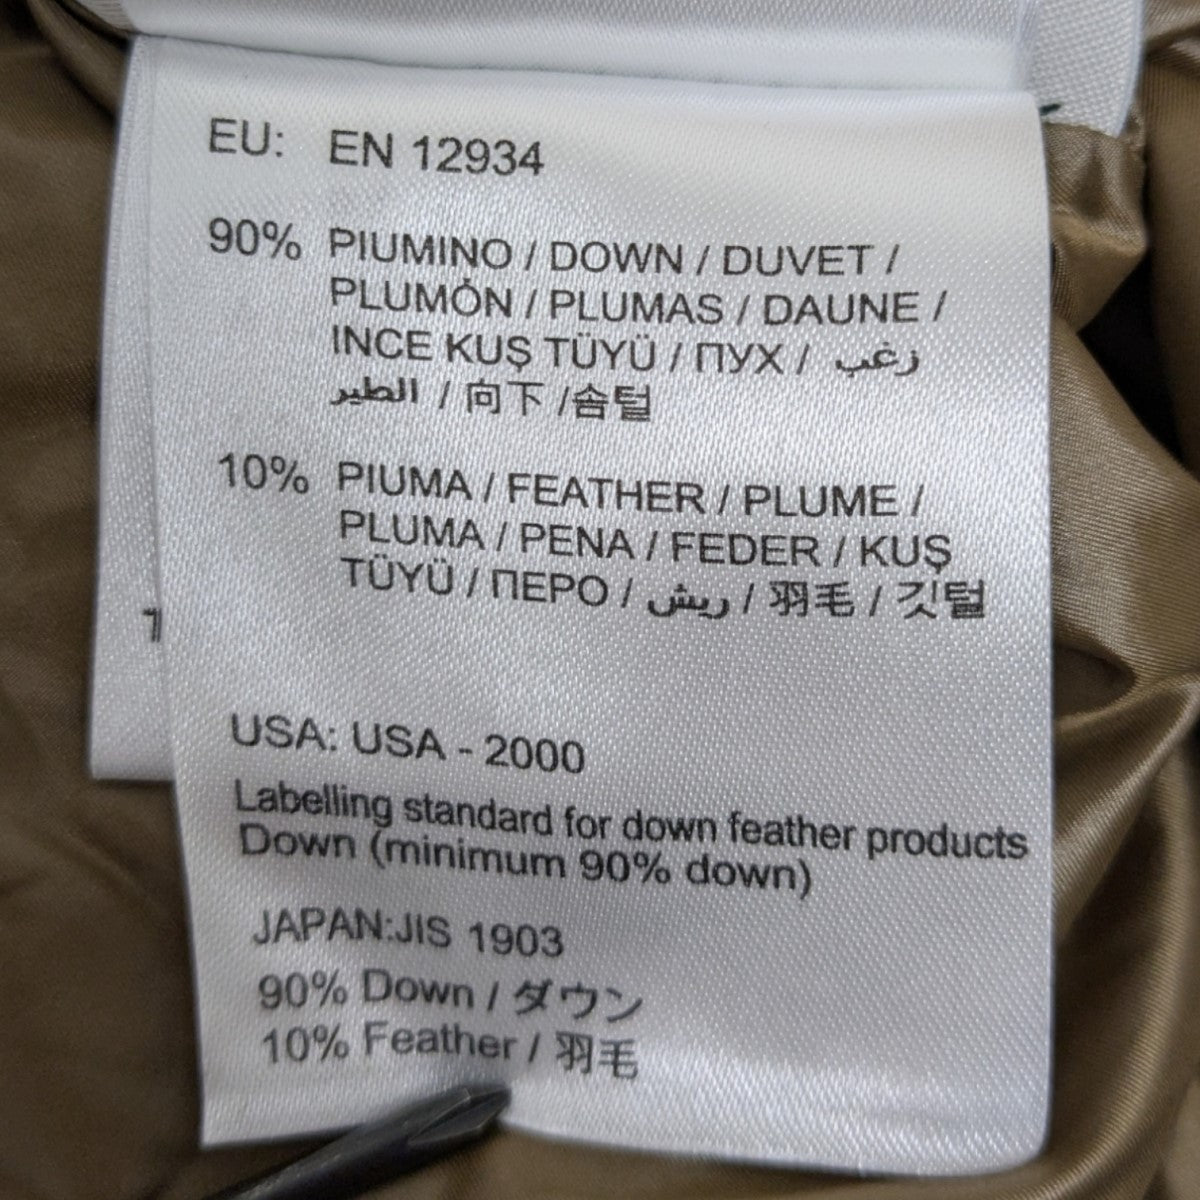 EU: EN 12934
90% PIUMINO / DOWN / DUVET /
PLUMÓN / PLUMAS / DAUNE /
INCE KUŞ TÜYÜ / ПУХ / زغب
الطير / 向下 /솜털
10% PIUMA / FEATHER / PLUME /
PLUMA / PENA / FEDER / KUŞ
TÜYÜ / ПЕРО / ريش / 羽毛 / 깃털
USA: USA - 2000
Labelling standard for down feather products
Down (minimum 90% down)
JAPAN:JIS 1903
90% Down / ダウン
10% Feather / 羽毛